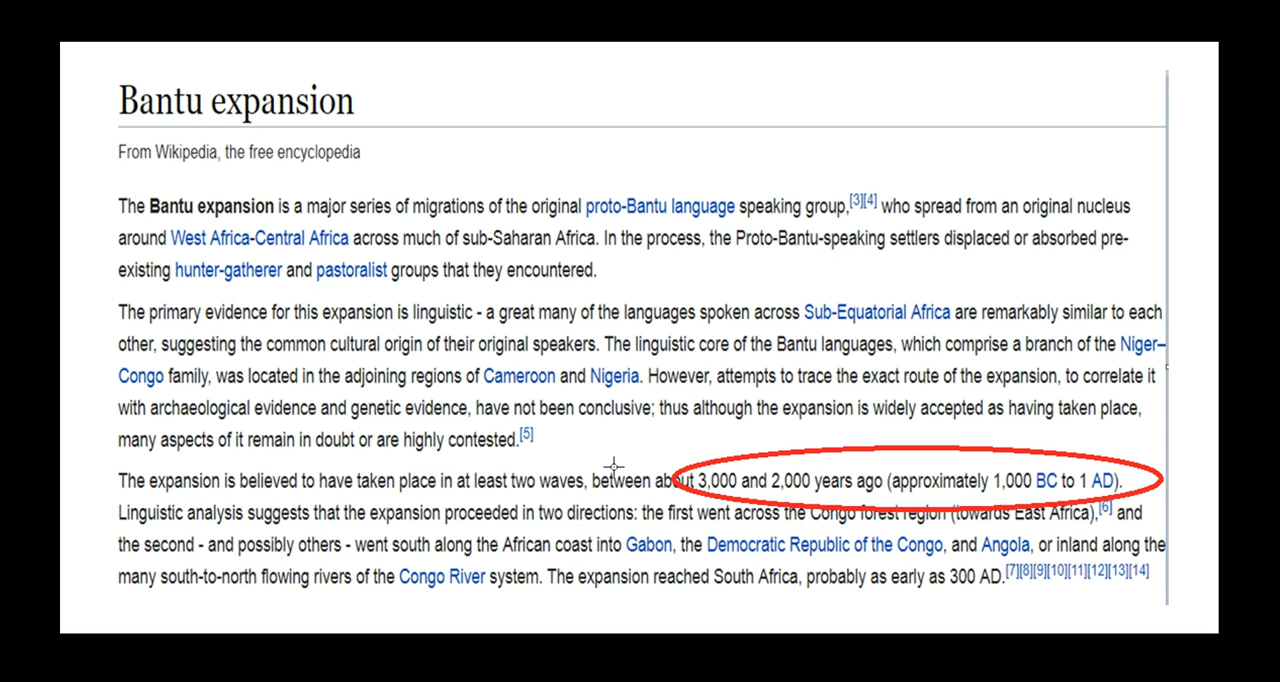 Bantu expansion
From Wikipedia, the free encyclopedia
The Bantu expansion is a major series of migrations of the original proto-Bantu language speaking group,[3][4] who spread from an original nucleus
around West Africa-Central Africa across much of sub-Saharan Africa. In the process, the Proto-Bantu-speaking settlers displaced or absorbed pre-
existing hunter-gatherer and pastoralist groups that they encountered.
The primary evidence for this expansion is linguistic - a great many of the languages spoken across Sub-Equatorial Africa are remarkably similar to each
other, suggesting the common cultural origin of their original speakers. The linguistic core of the Bantu languages, which comprise a branch of the Niger–
Congo family, was located in the adjoining regions of Cameroon and Nigeria. However, attempts to trace the exact route of the expansion, to correlate it
with archaeological evidence and genetic evidence, have not been conclusive; thus although the expansion is widely accepted as having taken place,
many aspects of it remain in doubt or are highly contested.[5]
The expansion is believed to have taken place in at least two waves, between about 3,000 and 2,000 years ago (approximately 1,000 BC to 1 AD).
Linguistic analysis suggests that the expansion proceeded in two directions: the first went across the Congo forest region (towards East Africa),[6] and
the second - and possibly others - went south along the African coast into Gabon, the Democratic Republic of the Congo, and Angola, or inland along the
many south-to-north flowing rivers of the Congo River system. The expansion reached South Africa, probably as early as 300 AD.[7][8][9][10][11][12][13][14]